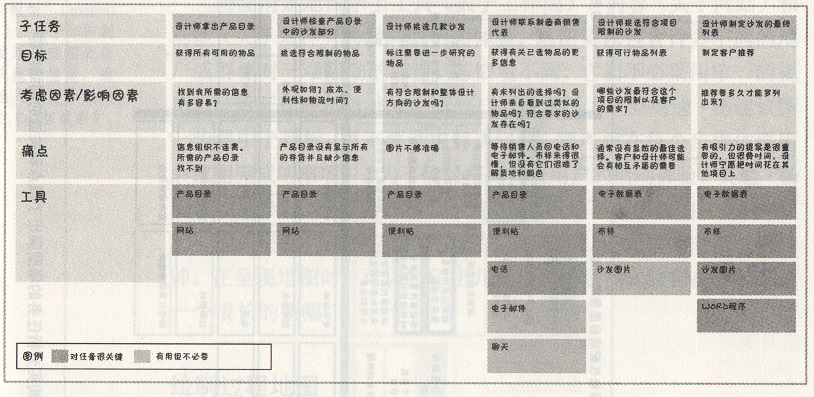 子任务
设计师拿出产品目录
设计师检查产品目录
中的沙发部分
设计师挑选几款沙发
设计师联系制造商销售
代表
设计师挑选符合项目
限制的沙发
设计师制定沙发的最终
列表
目标
获得所有可用的物品
挑选符合限制的物品
标注需要进一步研究的
物品
获得有关已选物品的更
多信息
获得可行物品列表
制定客户推荐
考虑因素/影响因素
找到我所需的信息
有多容易?
外观如何?成本、便
利性和物流时间?
有符合限制和整体设计
方向的沙发吗?
有未列出的选择吗?设
计师亲自看到过类似的
物品吗?符合要求的沙
发存在吗?
哪些沙发最符合这个
项目的限制以及客户
的需求?
推荐要多久才能罗列
出来?
痛点
信息组织不连贯。
所需的产品目录
找不到
产品目录没有显示所有
的存货并且缺少信息
图片不够准确
等待销售人员回电话和
电子邮件。布样来得很
慢,但没有它们很难了
解质地和颜色
通常没有显然的最佳选
择。客户和设计师可能
会有相互矛盾的需要
有吸引力的提案是很重
要的,但很费时间,设
计师宁愿把时间花在其
他项目上
工具
产品目录
产品目录
产品目录
产品目录
电子数据表
电子数据表
网站
网站
便利贴
便利贴
布样
布样
电话
沙发图片
沙发图片
电子邮件
WORD程序
聊天
图例
对任务很关键
有用但不必要